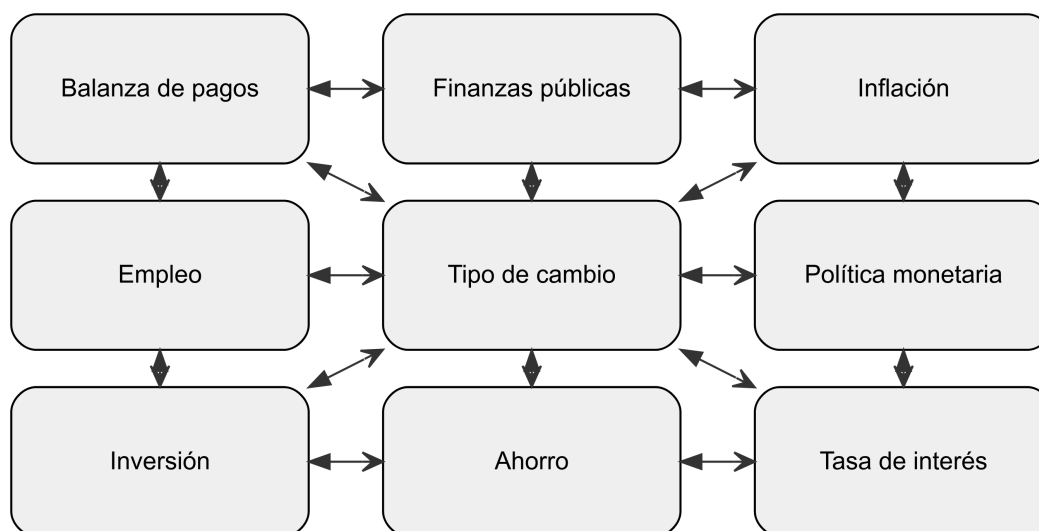 Balanza de pagos
Finanzas públicas
Inflación
Empleo
Tipo de cambio
Política monetaria
Inversión
Ahorro
Tasa de interés